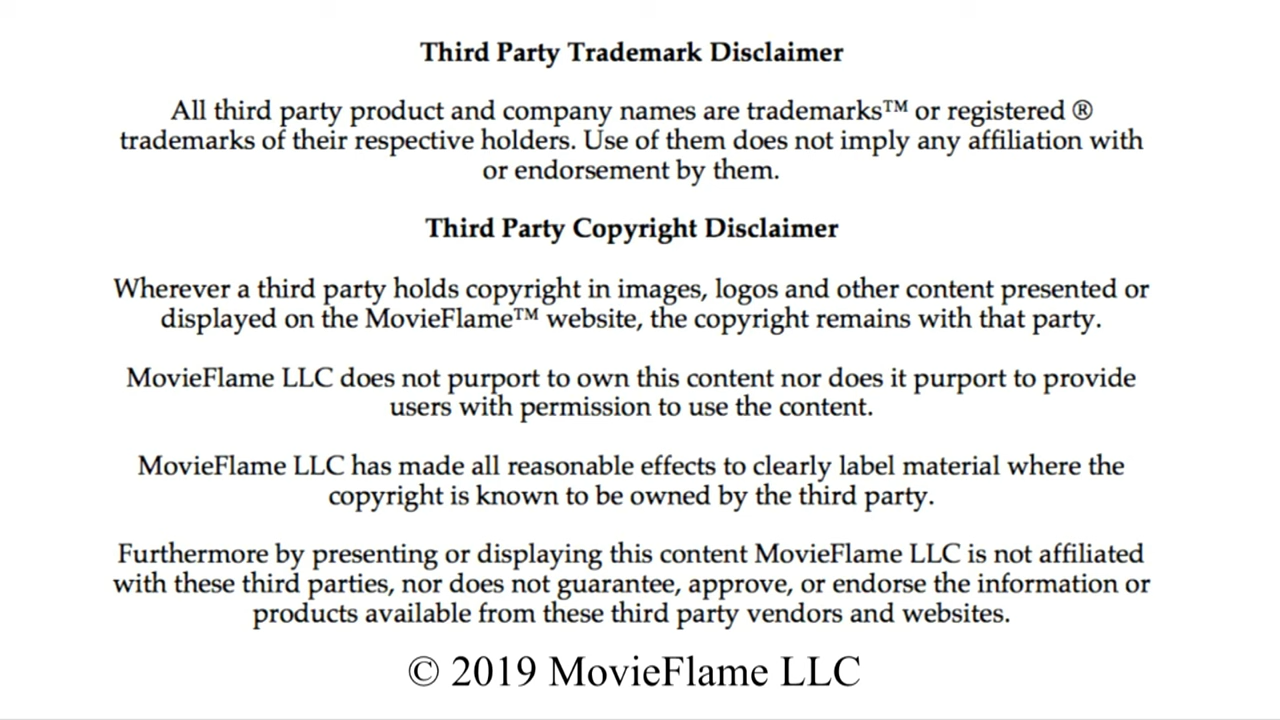 Third Party Trademark Disclaimer
All third party product and company names are trademarks™ or registered ®
trademarks of their respective holders. Use of them does not imply any affiliation with
or endorsement by them.
Third Party Copyright Disclaimer
Wherever a third party holds copyright in images, logos and other content presented or
displayed on the MovieFlame™ website, the copyright remains with that party.
MovieFlame LLC does not purport to own this content nor does it purport to provide
users with permission to use the content.
MovieFlame LLC has made all reasonable effects to clearly label material where the
copyright is known to be owned by the third party.
Furthermore by presenting or displaying this content MovieFlame LLC is not affiliated
with these third parties, nor does not guarantee, approve, or endorse the information or
products available from these third party vendors and websites.
© 2019 MovieFlame LLC